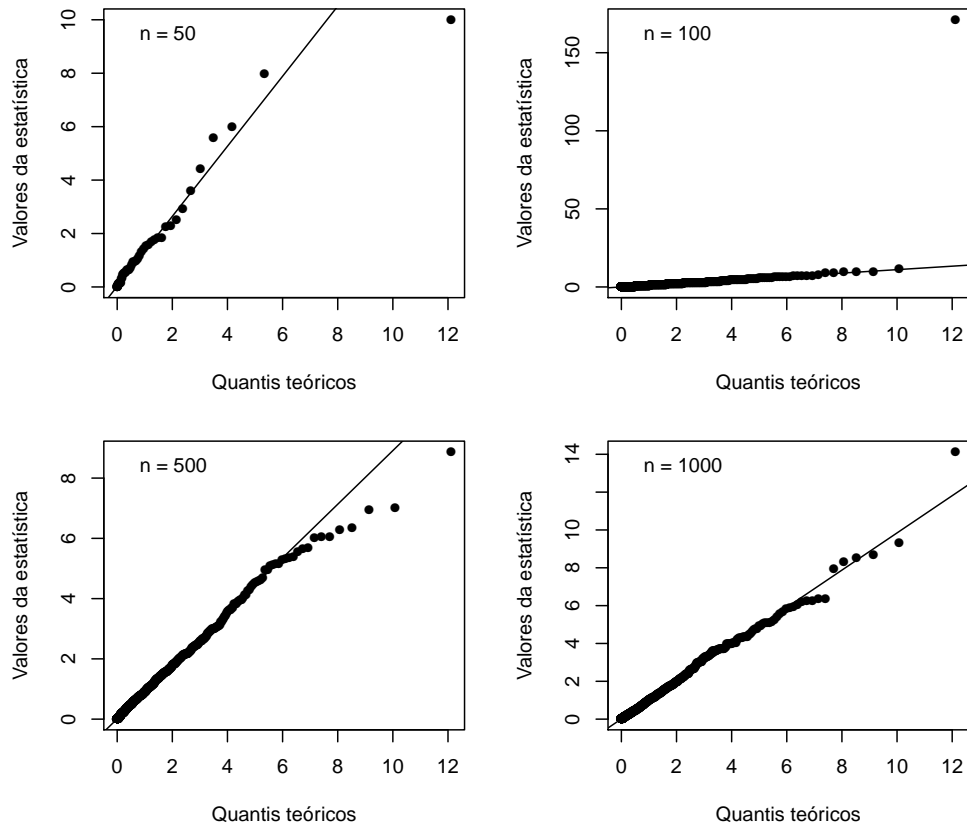 n = 50
Valores da estatística
0 2 4 6 8 10
0 2 4 6 8 10 12
Quantis teóricos
n = 100
Valores da estatística
0 50 100 150
0 2 4 6 8 10 12
Quantis teóricos
n = 500
Valores da estatística
0 2 4 6 8
0 2 4 6 8 10 12
Quantis teóricos
n = 1000
Valores da estatística
0 2 4 6 8 10 14
0 2 4 6 8 10 12
Quantis teóricos